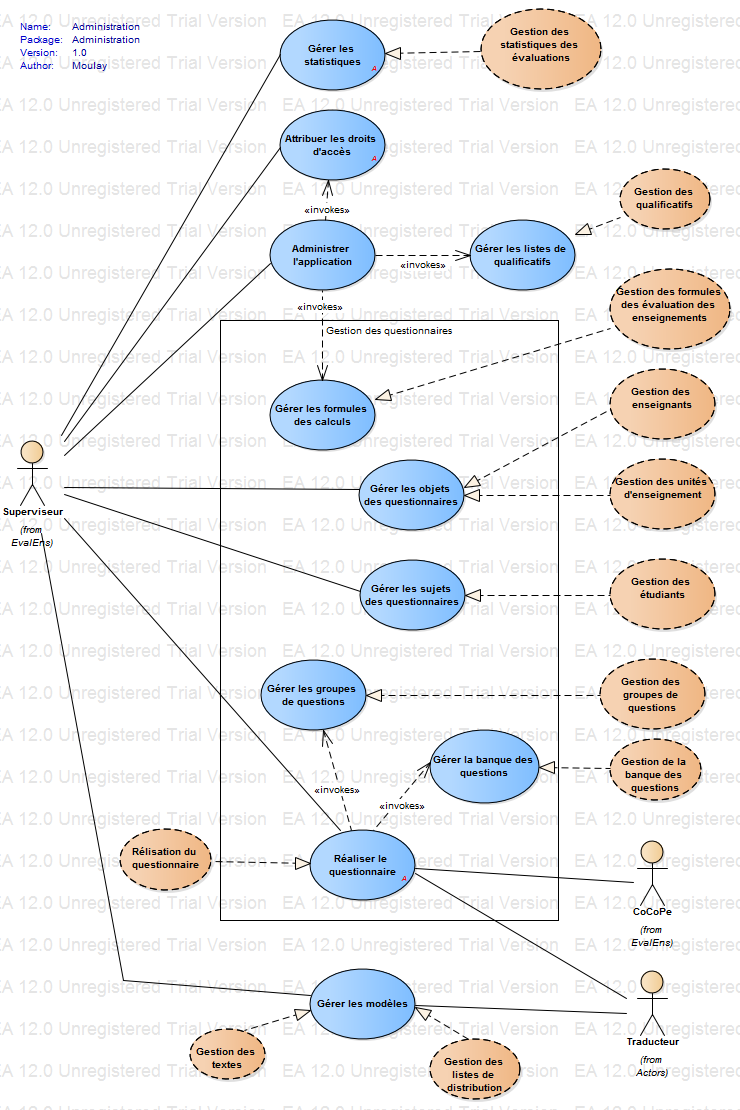 Name: Administration
Package: Administration
Version: 1.0
Author: Moulay
EA 12.0 Unregistered Trial Version
Gérer les
statistiques
A
Gestion des
statistiques des
évaluations
Attribuer les droits
d'accès
A
«invokes»
Gestion des
qualificatifs
Administrer
l'application
«invokes»
Gérer les listes de
qualificatifs
«invokes»
Gestion des formules
des évaluation des
enseignements
Gestion des questionnaires
Gérer les formules
des calculs
Gestion des
enseignants
Superviseur
(from
EvalEns)
Gérer les objets
des questionnaires
Gestion des unités
d'enseignement
Gérer les sujets
des questionnaires
Gestion des
étudiants
Gérer les groupes
de questions
Gestion des
groupes de
questions
Gérer la banque des
questions
Gestion de la
banque des
questions
«invokes»
«invokes»
Rélisation du
questionnaire
Réaliser le
questionnaire
A
CoCoPe
(from
EvalEns)
Gérer les modèles
Traducteur
(from
Actors)
Gestion des
textes
Gestion des
listes de
distribution